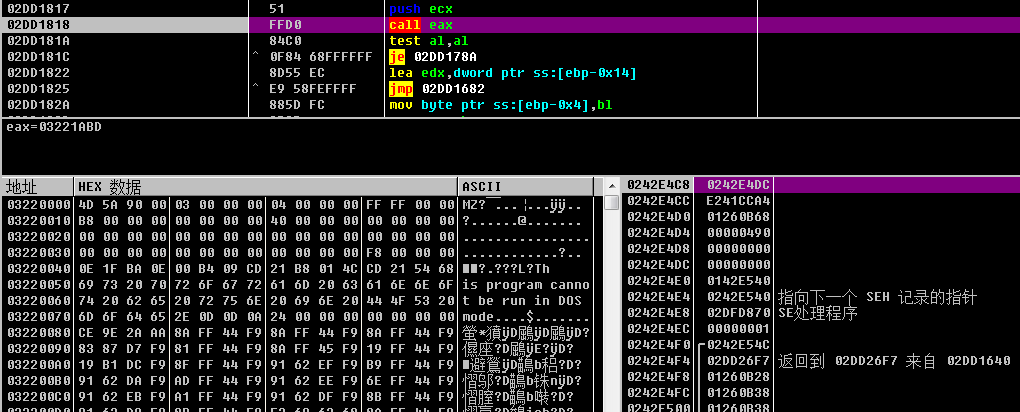 02DD1817 51 push ecx
02DD1818 FFD0 call eax
02DD181A 84C0 test al,al
02DD181C ^ 0F84 68FFFFFF je 02DD178A
02DD1822 8D55 EC lea edx,dword ptr ss:[ebp-0x14]
02DD1825 ^ E9 58FEFFFF jmp 02DD1682
02DD182A 885D FC mov byte ptr ss:[ebp-0x4],bl
eax=03221ABD
地址 HEX 数据 ASCII
03220000 4D 5A 90 00 03 00 00 00 04 00 00 00 FF FF 00 00 MZ?...¦...ÿÿ..
03220010 B8 00 00 00 00 00 00 00 40 00 00 00 00 00 00 00 ?......@.......
03220020 00 00 00 00 00 00 00 00 00 00 00 00 00 00 00 00 ................
03220030 00 00 00 00 00 00 00 00 00 00 00 00 F8 00 00 00 ............?..
03220040 0E 1F BA 0E 00 B4 09 CD 21 B8 01 4C CD 21 54 68 ■■?.???L?Th
03220050 69 73 20 70 72 6F 67 72 61 6D 20 63 61 6E 6E 6F is program canno
03220060 74 20 62 65 20 72 75 6E 20 69 6E 20 44 4F 53 20 t be run in DOS
03220070 6D 6F 64 65 2E 0D 0D 0A 24 00 00 00 00 00 00 00 mode....$.......
03220080 CE 9E 2A AA 8A FF 44 F9 8A FF 44 F9 8A FF 44 F9
03220090 83 87 D7 F9 81 FF 44 F9 8A FF 45 F9 19 FF 44 F9
032200A0 19 B1 DC F9 8F FF 44 F9 91 62 EF F9 B9 FF 44 F9
032200B0 91 62 DA F9 AD FF 44 F9 91 62 EE F9 6E FF 44 F9
032200C0 91 62 EB F9 A1 FF 44 F9 91 62 DF F9 8B FF 44 F9
0242E4C8 0242E4DC
0242E4CC E241CCA4
0242E4D0 01260B68
0242E4D4 00000490
0242E4D8 00000000
0242E4DC 00000000
0242E4E0 0142E540
0242E4E4 0242E540 指向下一个 SEH 记录的指针
0242E4E8 02DFD870 SE处理程序
0242E4EC 00000001
0242E4F0 0242E54C
0242E4F4 02DD26F7 返回到 02DD26F7 来自 02DD1640
0242E4F8 01260B28
0242E4FC 01260B38
0242E500 01260B38